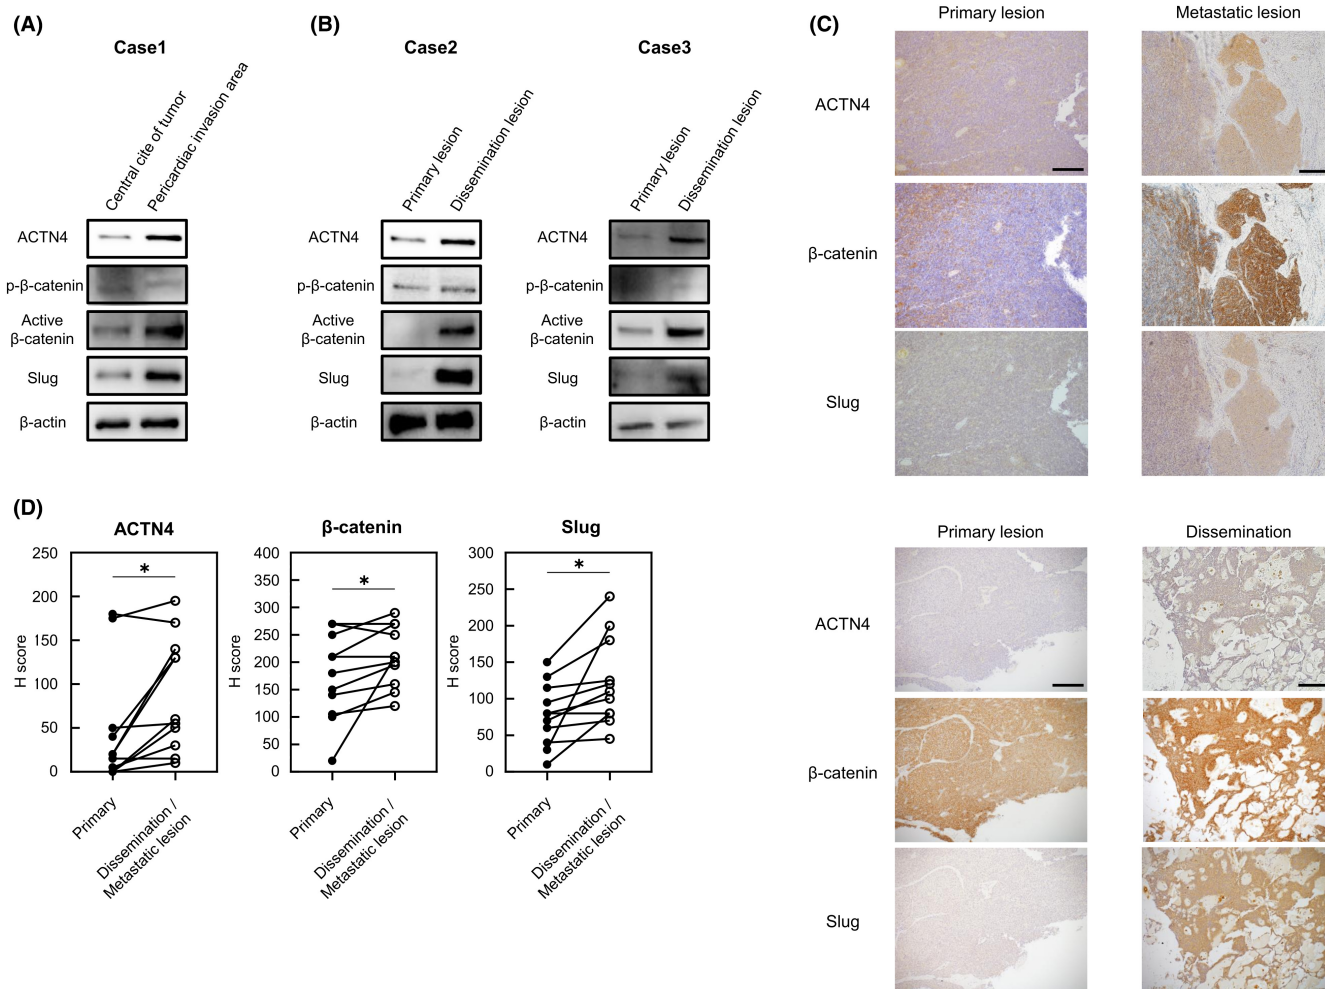 (A)
Case1
Central cite of tumor
Pericardiac invasion area
ACTN4
p-β-catenin
Active
β-catenin
Slug
β-actin
(B)
Case2
Primary lesion
Dissemination lesion
ACTN4
p-β-catenin
Active
β-catenin
Slug
β-actin
Case3
Primary lesion
Dissemination lesion
ACTN4
p-β-catenin
Active
β-catenin
Slug
β-actin
(C)
Primary lesion
Metastatic lesion
ACTN4
β-catenin
Slug
Primary lesion
Dissemination
ACTN4
β-catenin
Slug
(D)
ACTN4
H score
250
200
150
100
50
0
*
Primary
Dissemination /
Metastatic lesion
β-catenin
H score
400
350
300
250
200
150
100
50
0
*
Primary
Dissemination /
Metastatic lesion
Slug
H score
300
250
200
150
100
50
0
*
Primary
Dissemination /
Metastatic lesion